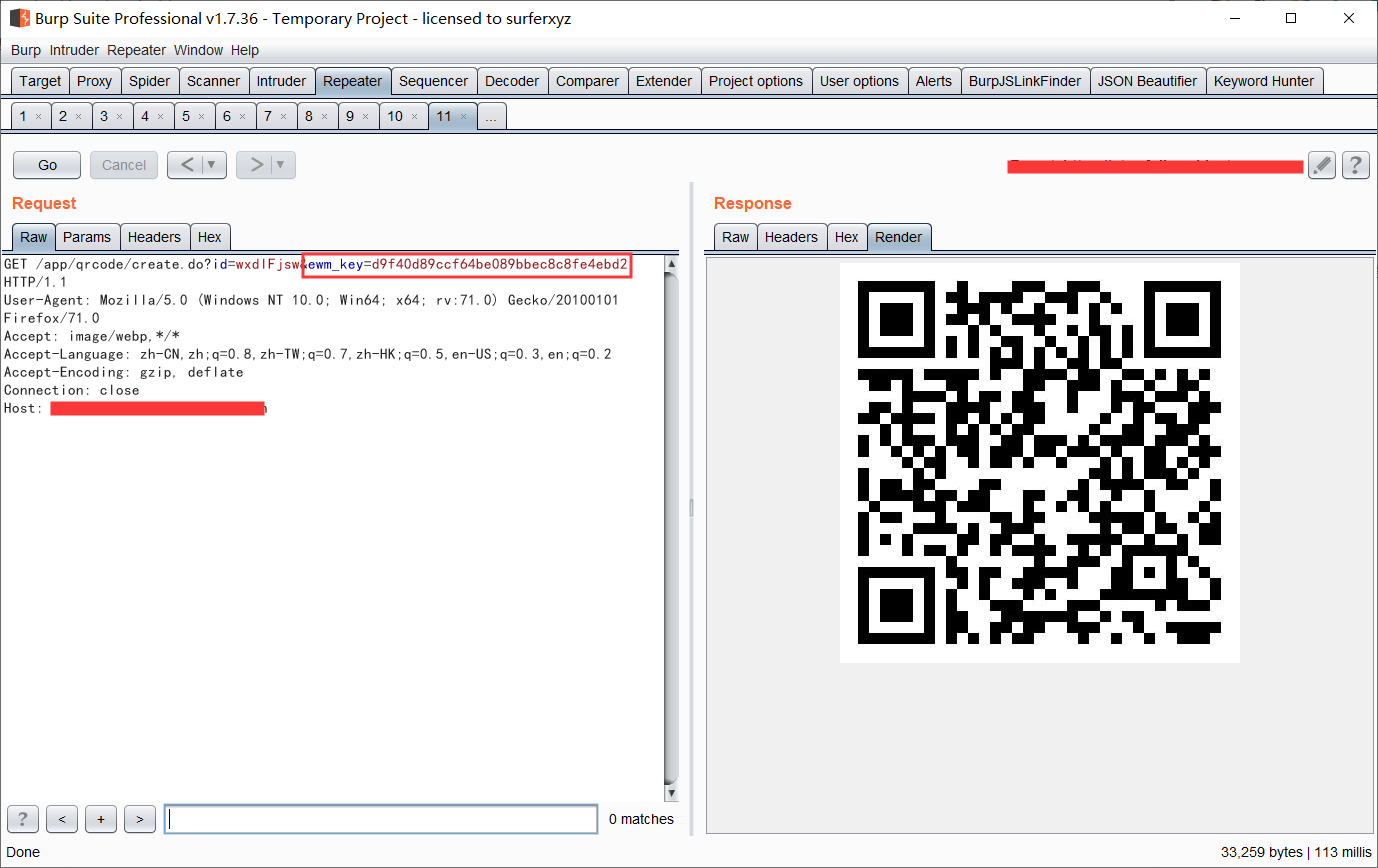 Burp Suite Professional v1.7.36 - Temporary Project - licensed to surferxyz
Burp Intruder Repeater Window Help
Target Proxy Spider Scanner Intruder Repeater Sequencer Decoder Comparer Extender Project options User options Alerts BurpJSLinkFinder JSON Beautifier Keyword Hunter
1 × 2 × 3 × 4 × 5 × 6 × 7 × 8 × 9 × 10 × 11 × ...
Go Cancel < ▼ > ▼ ?
Request
Raw Params Headers Hex
GET /app/qrcode/create.do?id=wxdlFjsw&ewm_key=d9f40d89ccf64be089bbec8c8fe4ebd2
HTTP/1.1
User-Agent: Mozilla/5.0 (Windows NT 10.0; Win64; x64; rv:71.0) Gecko/20100101
Firefox/71.0
Accept: image/webp,*/*
Accept-Language: zh-CN,zh;q=0.8,zh-TW;q=0.7,zh-HK;q=0.5,en-US;q=0.3,en;q=0.2
Accept-Encoding: gzip, deflate
Connection: close
Host:
? < + > 0 matches
Response
Raw Headers Hex Render
Done
33,259 bytes | 113 millis